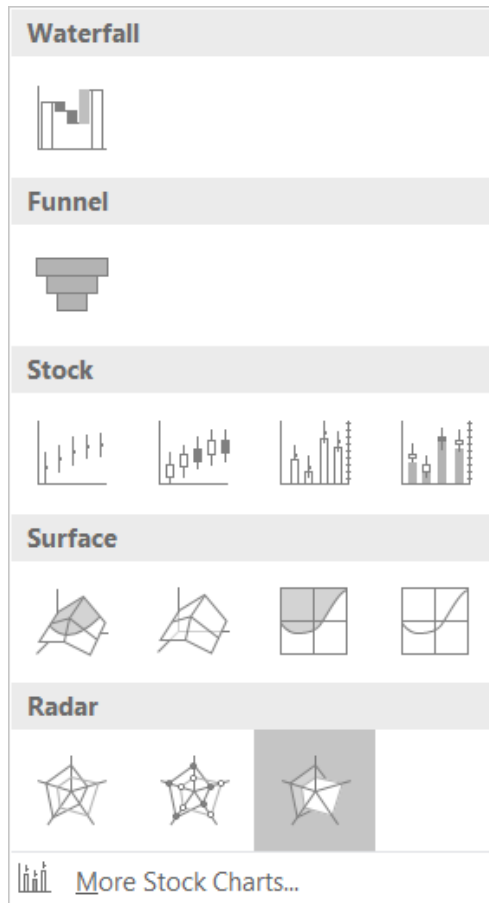 Waterfall
Funnel
Stock
Surface
Radar
More Stock Charts...